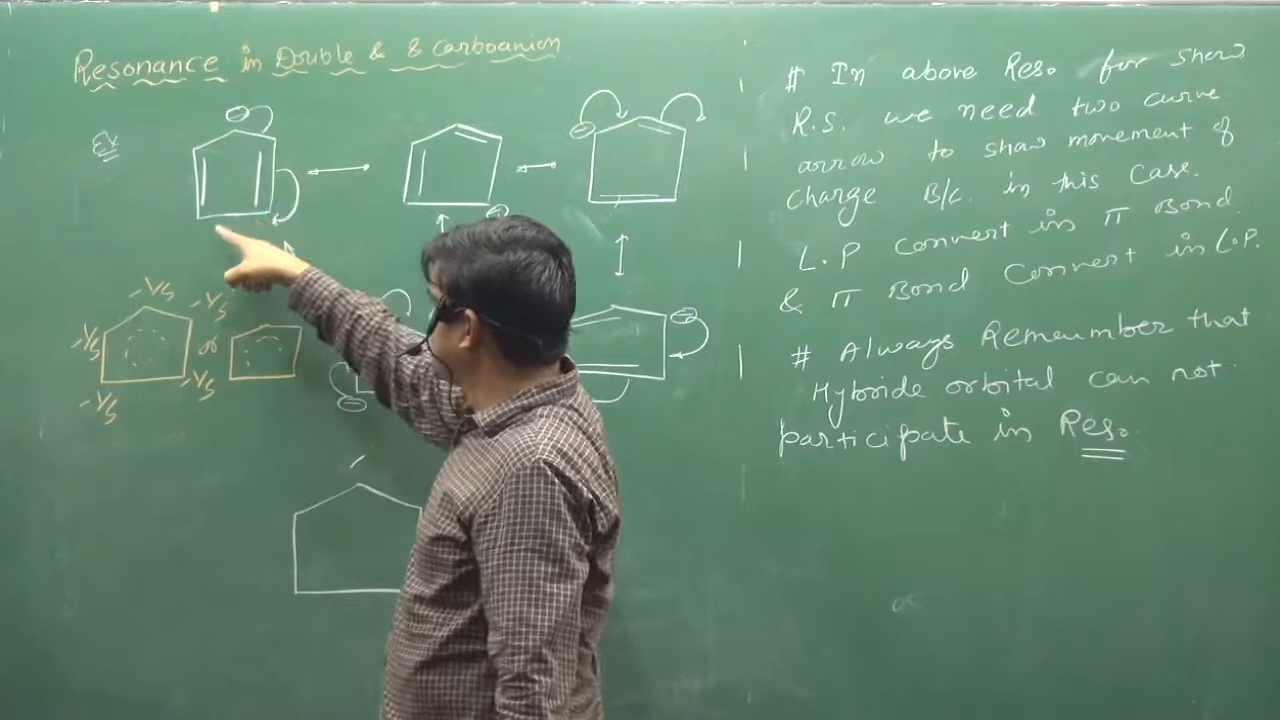 Resonance in Double & 8 Carboanion
Ex
-1/5
-1/5
-1/5
or
-1/5
-1/5
# In above Reso for show
R.S. we need two curve
arrow to show movement of
charge B/c. in this case.
L.P convert in π Bond
& π Bond convert in L.P.
# Always Remeumber that
Hybride orbital can not
participate in Reso
∝